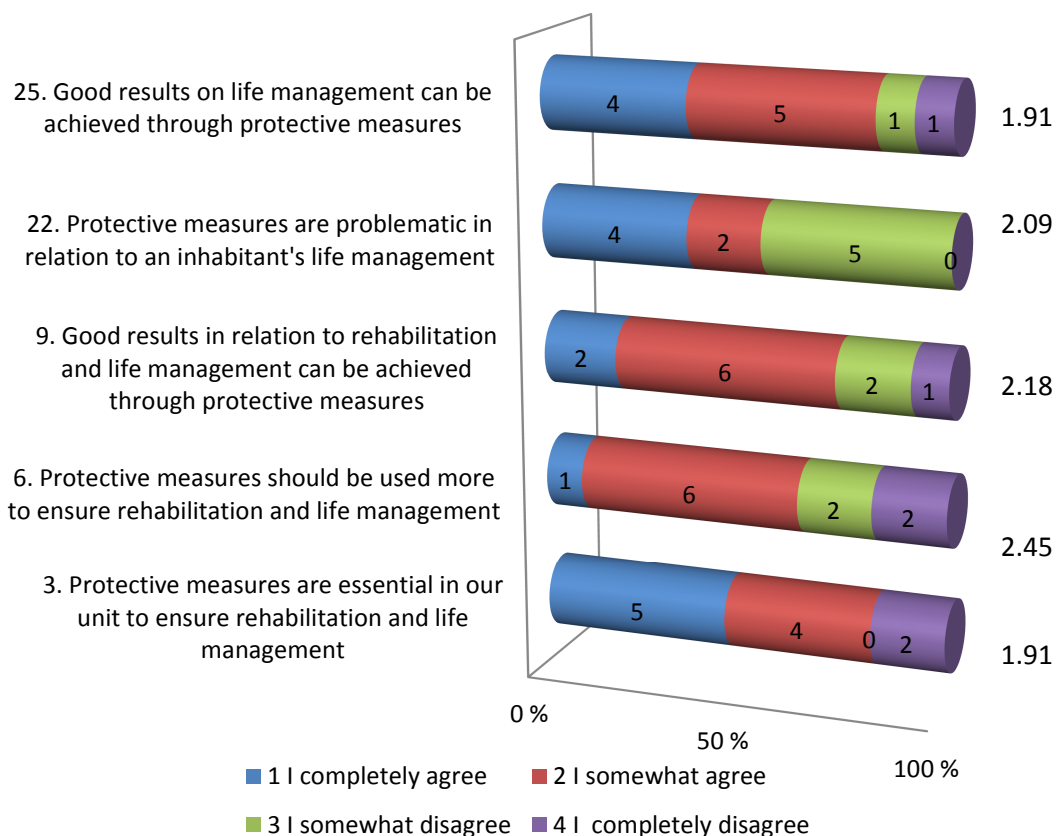 25. Good results on life management can be
achieved through protective measures
4 5 1 1
1.91
22. Protective measures are problematic in
relation to an inhabitant's life management
4 2 5 0
2.09
9. Good results in relation to rehabilitation
and life management can be achieved
through protective measures
2 6 2 1
2.18
6. Protective measures should be used more
to ensure rehabilitation and life management
1 6 2 2
2.45
3. Protective measures are essential in our
unit to ensure rehabilitation and life
management
5 4 0 2
1.91
0 %
50 %
100 %
1 I completely agree
2 I somewhat agree
3 I somewhat disagree
4 I completely disagree